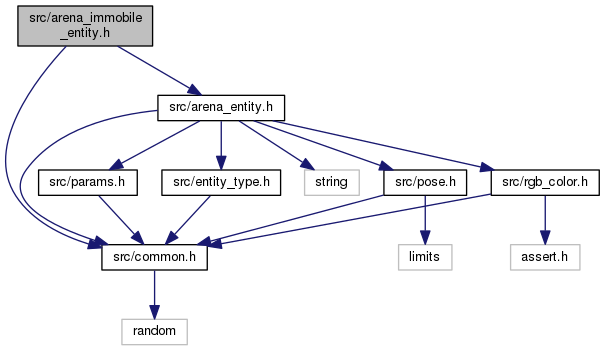 src/arena_immobile
_entity.h
src/arena_entity.h
src/params.h
src/entity_type.h
string
src/pose.h
src/rgb_color.h
src/common.h
limits
assert.h
random